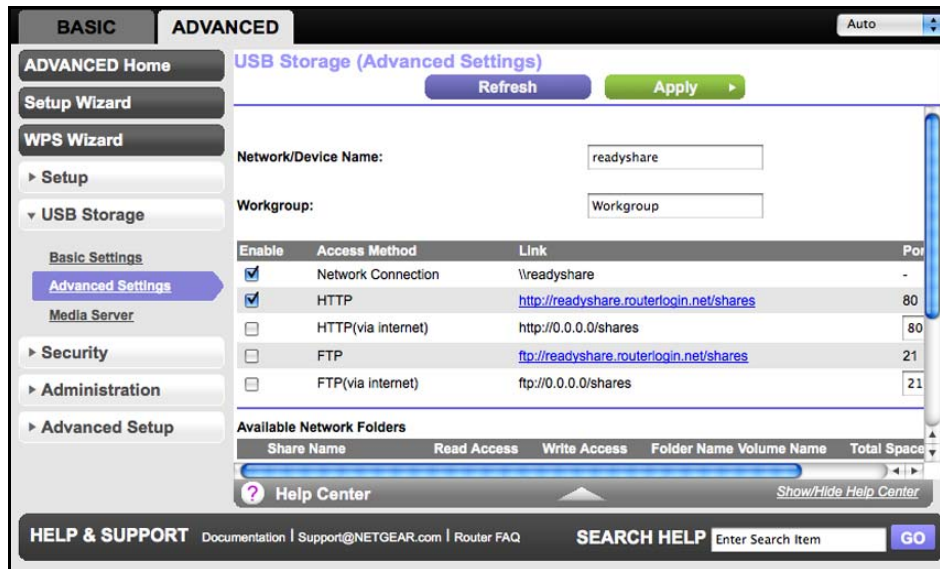 BASIC
ADVANCED
Auto
ADVANCED Home
Setup Wizard
WPS Wizard
Setup
USB Storage
Basic Settings
Advanced Settings
Media Server
Security
Administration
Advanced Setup
USB Storage (Advanced Settings)
Refresh
Apply
Network/Device Name: readyshare
Workgroup: Workgroup
Enable Access Method Link
Network Connection \\readyshare -
HTTP http://readyshare.routerlogin.net/shares 80
HTTP(via internet) http://0.0.0.0/shares 80
FTP ftp://readyshare.routerlogin.net/shares 21
FTP(via internet) ftp://0.0.0.0/shares 21
Available Network Folders
Share Name Read Access Write Access Folder Name Volume Name Total Space
? Help Center Show/Hide Help Center
HELP & SUPPORT Documentation | Support@NETGEAR.com | Router FAQ SEARCH HELP Enter Search Item GO